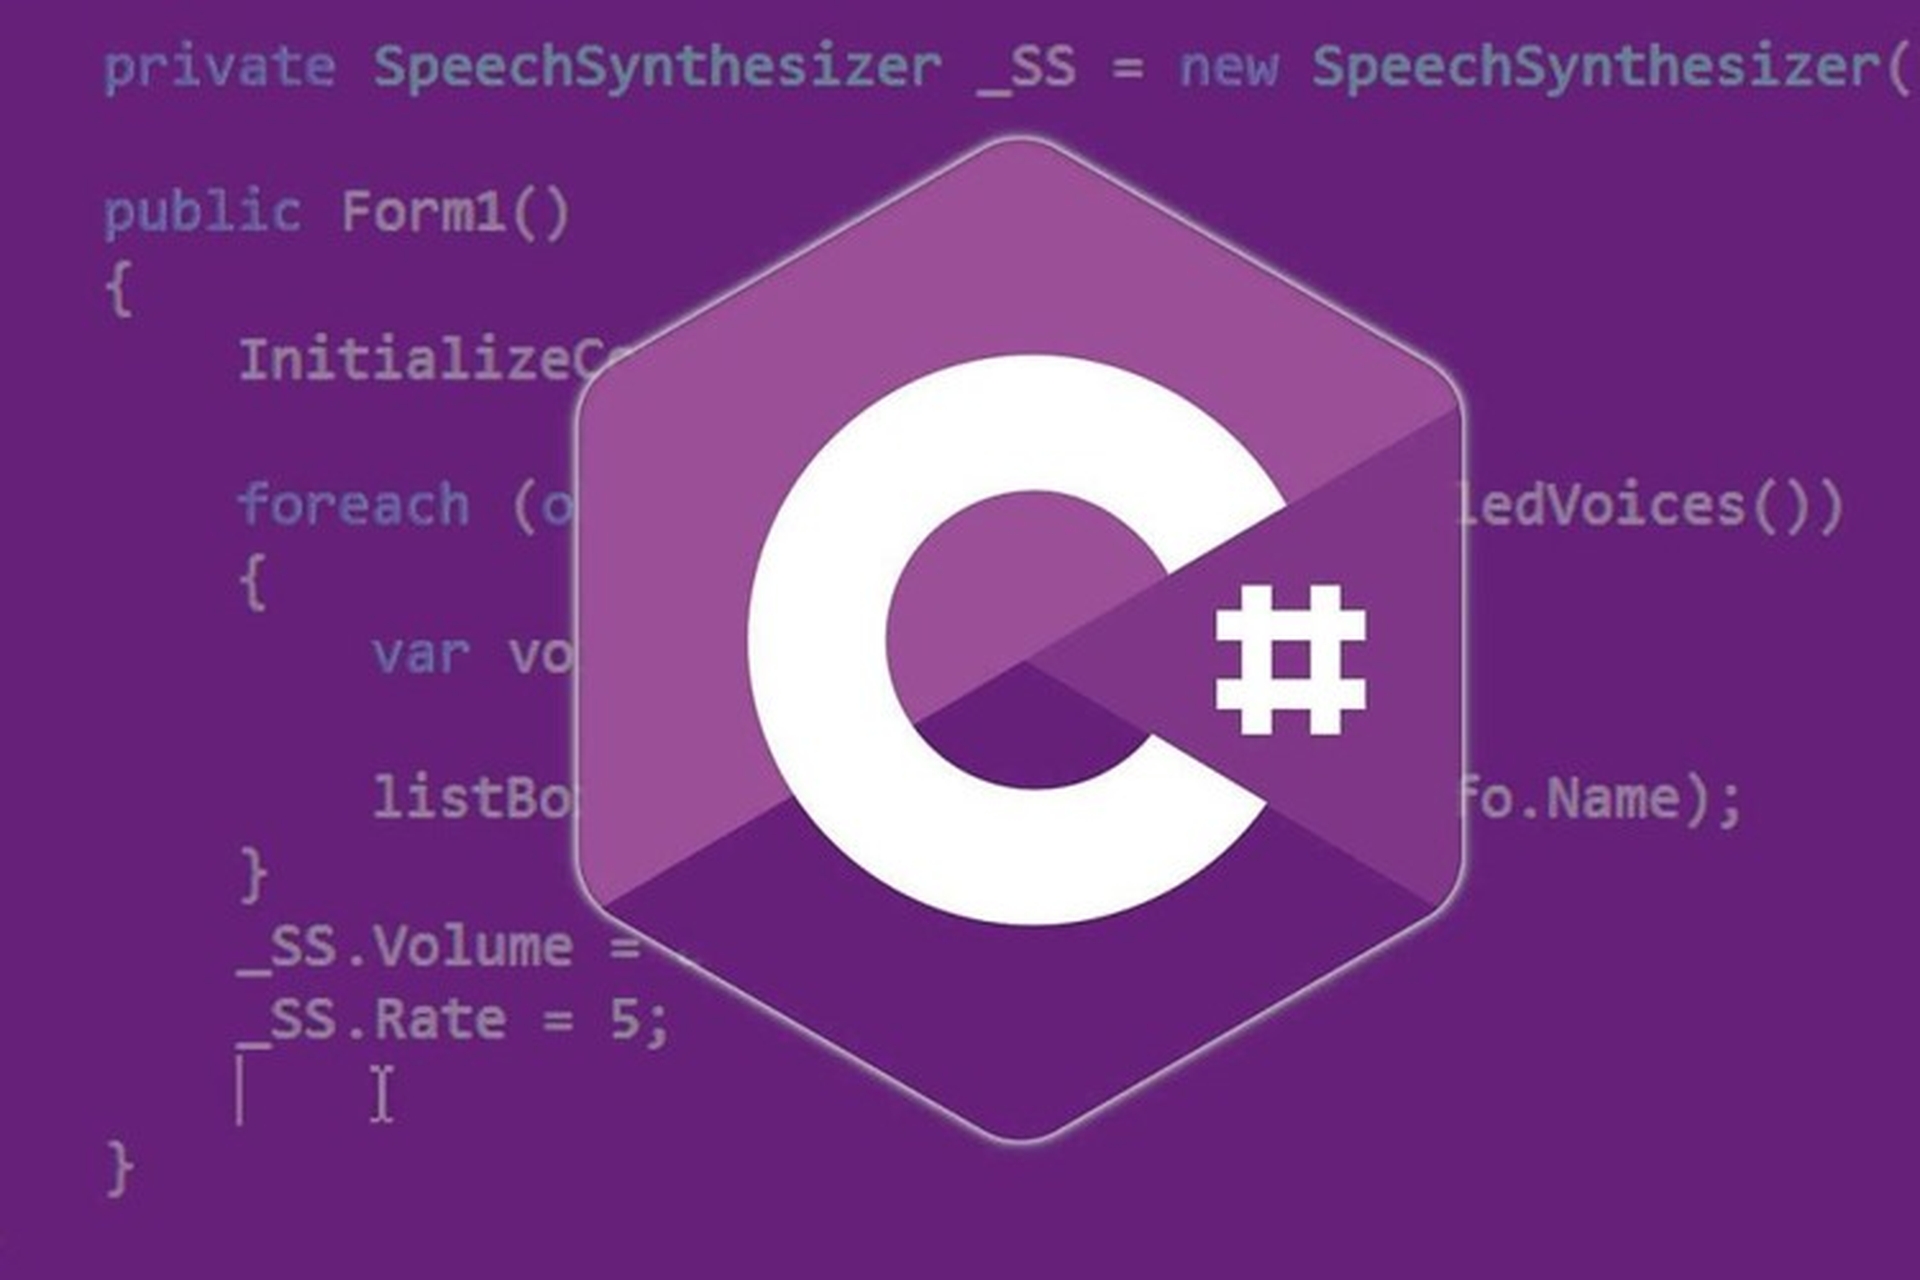 private SpeechSynthesizer _SS = new SpeechSynthesizer(
public Form1()
{
InitializeC
foreach (o ledVoices())
{
var vo
listBo fo.Name);
}
_SS.Volume =
_SS.Rate = 5;
}
C#